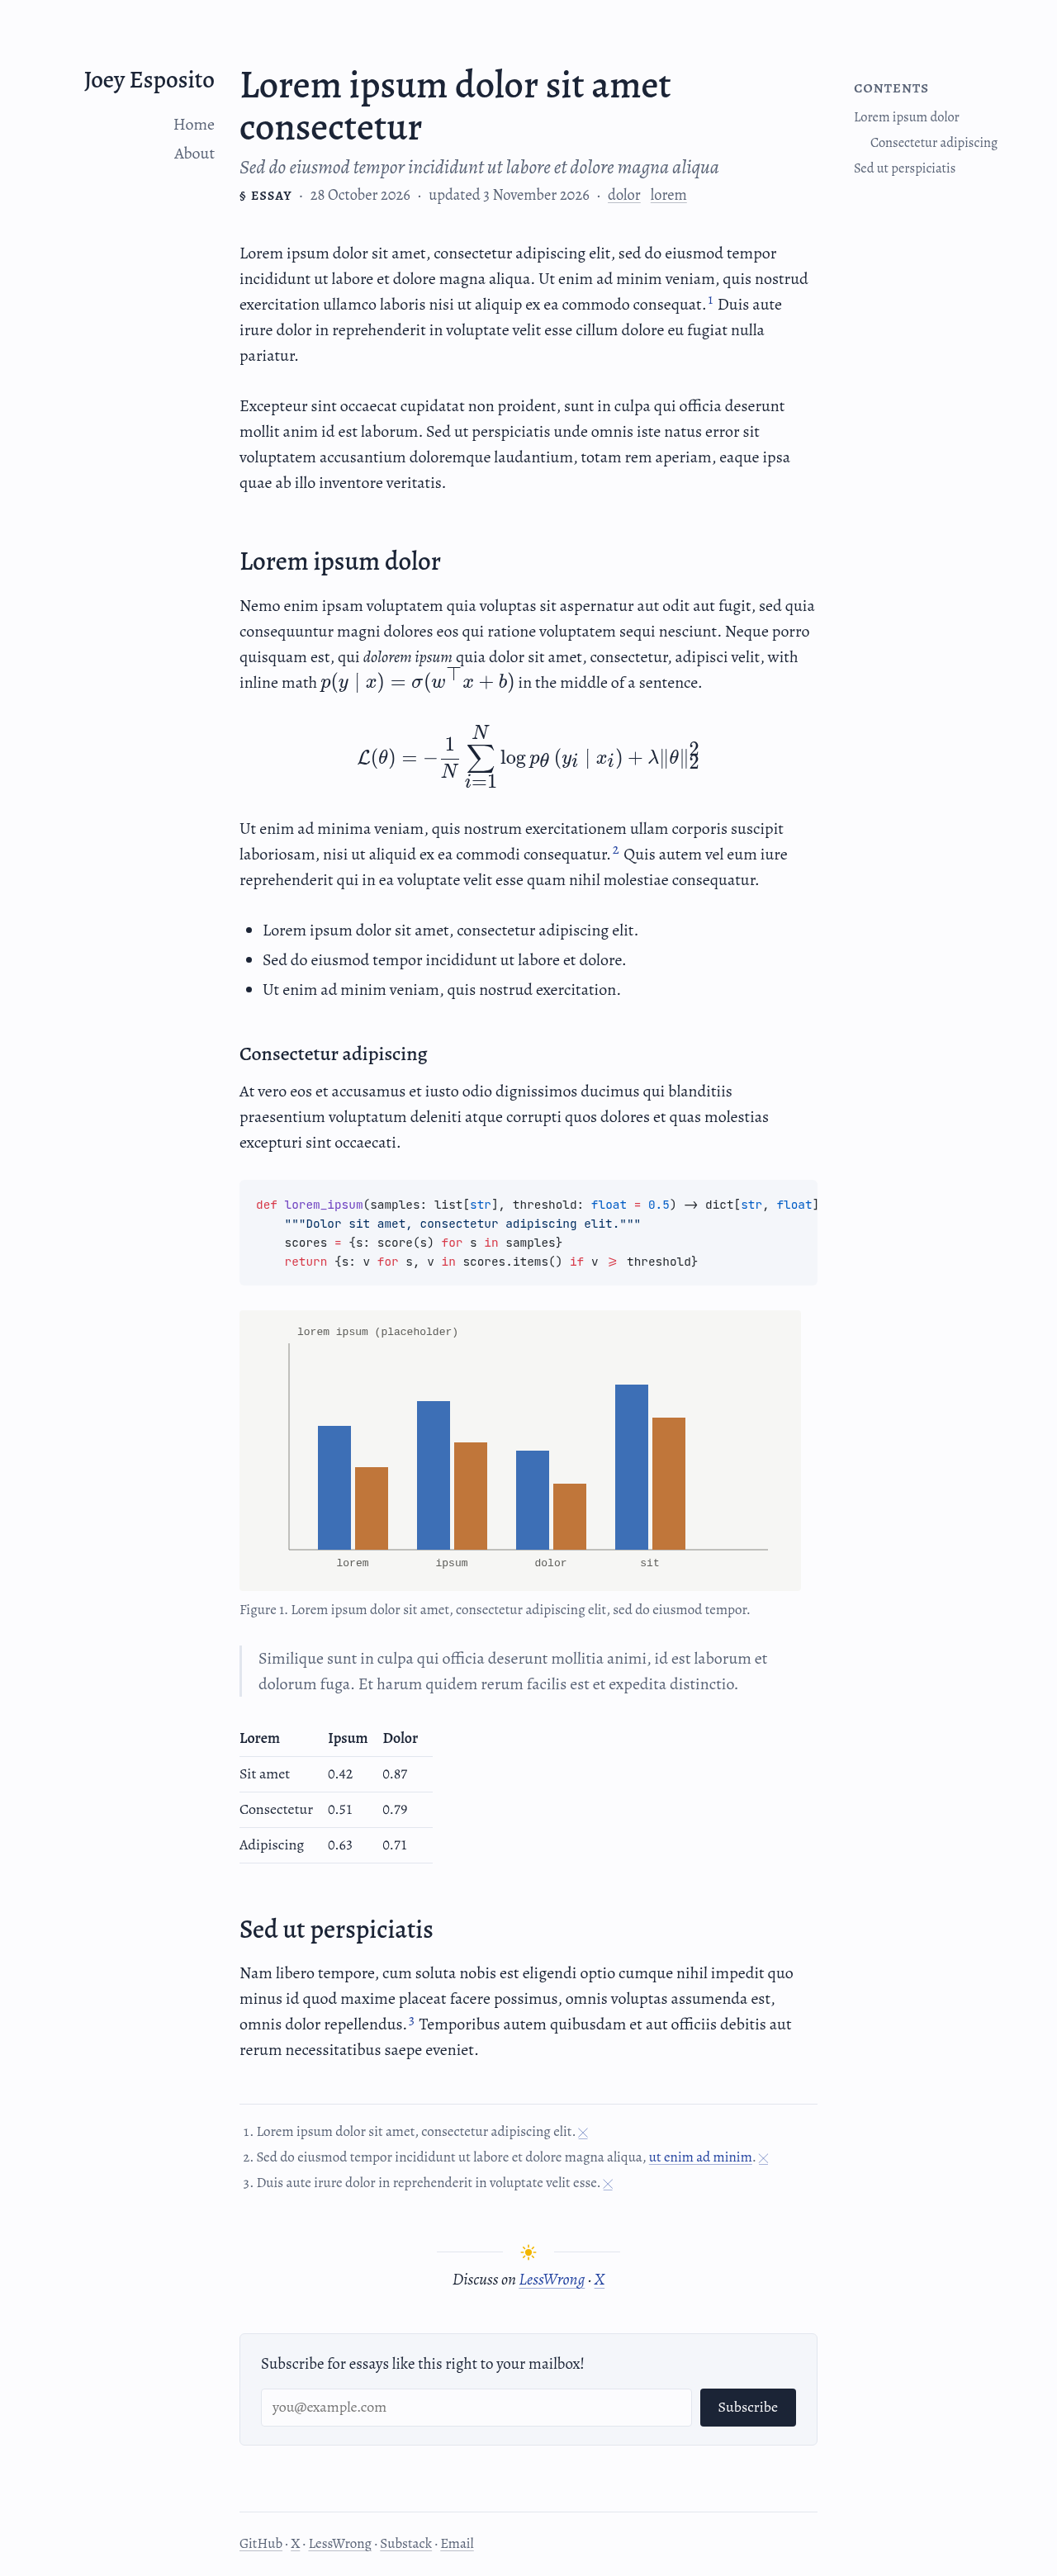 Joey Esposito
Home
About
Lorem ipsum dolor sit amet
consectetur
Sed do eiusmod tempor incididunt ut labore et dolore magna aliqua
§ ESSAY · 28 October 2026 · updated 3 November 2026 · dolor lorem
CONTENTS
Lorem ipsum dolor
Consectetur adipiscing
Sed ut perspiciatis
Lorem ipsum dolor sit amet, consectetur adipiscing elit, sed do eiusmod tempor
incididunt ut labore et dolore magna aliqua. Ut enim ad minim veniam, quis nostrud
exercitation ullamco laboris nisi ut aliquip ex ea commodo consequat.¹ Duis aute
irure dolor in reprehenderit in voluptate velit esse cillum dolore eu fugiat nulla
pariatur.
Excepteur sint occaecat cupidatat non proident, sunt in culpa qui officia deserunt
mollit anim id est laborum. Sed ut perspiciatis unde omnis iste natus error sit
voluptatem accusantium doloremque laudantium, totam rem aperiam, eaque ipsa
quae ab illo inventore veritatis.
Lorem ipsum dolor
Nemo enim ipsam voluptatem quia voluptas sit aspernatur aut odit aut fugit, sed quia
consequuntur magni dolores eos qui ratione voluptatem sequi nesciunt. Neque porro
quisquam est, qui dolorem ipsum quia dolor sit amet, consectetur, adipisci velit, with
inline math p(y | x) = σ(w⊤x + b) in the middle of a sentence.
ℒ(θ) = −1/N ∑_{i=1}^{N} log pθ (yi | xi) + λ‖θ‖₂²
Ut enim ad minima veniam, quis nostrum exercitationem ullam corporis suscipit
laboriosam, nisi ut aliquid ex ea commodi consequatur.² Quis autem vel eum iure
reprehenderit qui in ea voluptate velit esse quam nihil molestiae consequatur.
• Lorem ipsum dolor sit amet, consectetur adipiscing elit.
• Sed do eiusmod tempor incididunt ut labore et dolore.
• Ut enim ad minim veniam, quis nostrud exercitation.
Consectetur adipiscing
At vero eos et accusamus et iusto odio dignissimos ducimus qui blanditiis
praesentium voluptatum deleniti atque corrupti quos dolores et quas molestias
excepturi sint occaecati.
def lorem_ipsum(samples: list[str], threshold: float = 0.5) -> dict[str, float]
"""Dolor sit amet, consectetur adipiscing elit."""
scores = {s: score(s) for s in samples}
return {s: v for s, v in scores.items() if v >= threshold}
lorem ipsum (placeholder)
lorem ipsum dolor sit
Figure 1. Lorem ipsum dolor sit amet, consectetur adipiscing elit, sed do eiusmod tempor.
Similique sunt in culpa qui officia deserunt mollitia animi, id est laborum et
dolorum fuga. Et harum quidem rerum facilis est et expedita distinctio.
Lorem Ipsum Dolor
Sit amet 0.42 0.87
Consectetur 0.51 0.79
Adipiscing 0.63 0.71
Sed ut perspiciatis
Nam libero tempore, cum soluta nobis est eligendi optio cumque nihil impedit quo
minus id quod maxime placeat facere possimus, omnis voluptas assumenda est,
omnis dolor repellendus.³ Temporibus autem quibusdam et aut officiis debitis aut
rerum necessitatibus saepe eveniet.
1. Lorem ipsum dolor sit amet, consectetur adipiscing elit.
2. Sed do eiusmod tempor incididunt ut labore et dolore magna aliqua, ut enim ad minim.
3. Duis aute irure dolor in reprehenderit in voluptate velit esse.
Discuss on LessWrong · X
Subscribe for essays like this right to your mailbox!
you@example.com
Subscribe
GitHub · X · LessWrong · Substack · Email